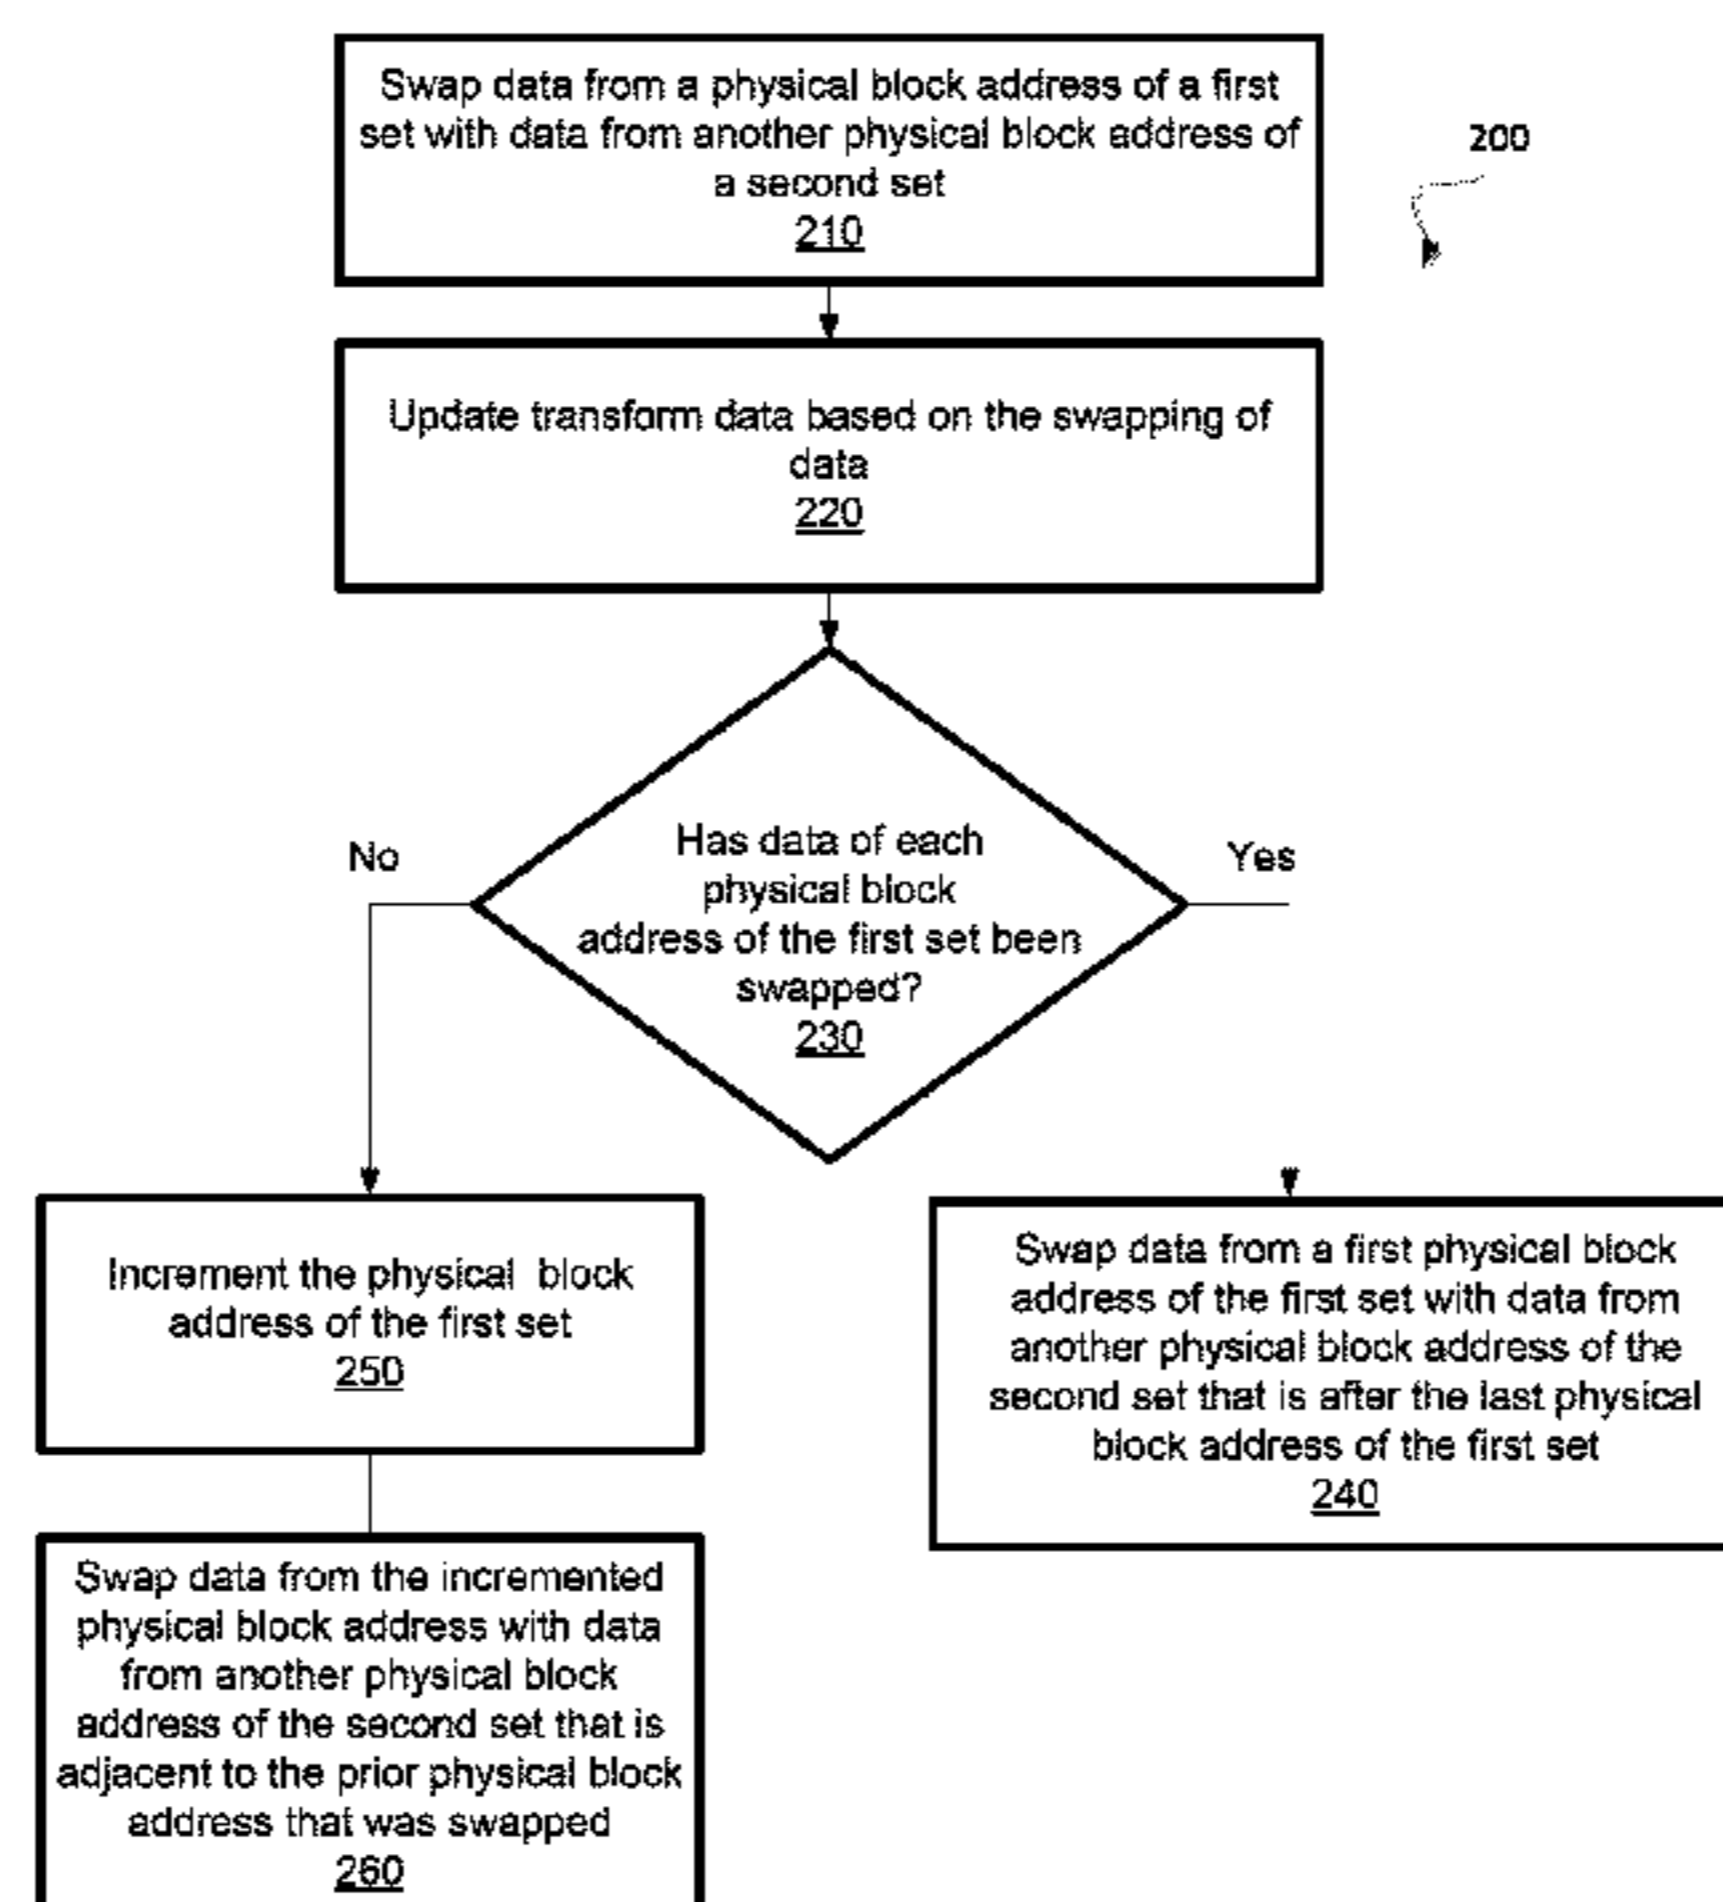 Swap data from a physical block address of a first
set with data from another physical block address of
a second set
210
200
Update transform data based on the swapping of
data
220
Has data of each
physical block
address of the first set been
swapped?
230
No
Yes
Increment the physical block
address of the first set
250
Swap data from a first physical block
address of the first set with data from
another physical block address of the
second set that is after the last physical
block address of the first set
240
Swap data from the incremented
physical block address with data
from another physical block
address of the second set that is
adjacent to the prior physical block
address that was swapped
260